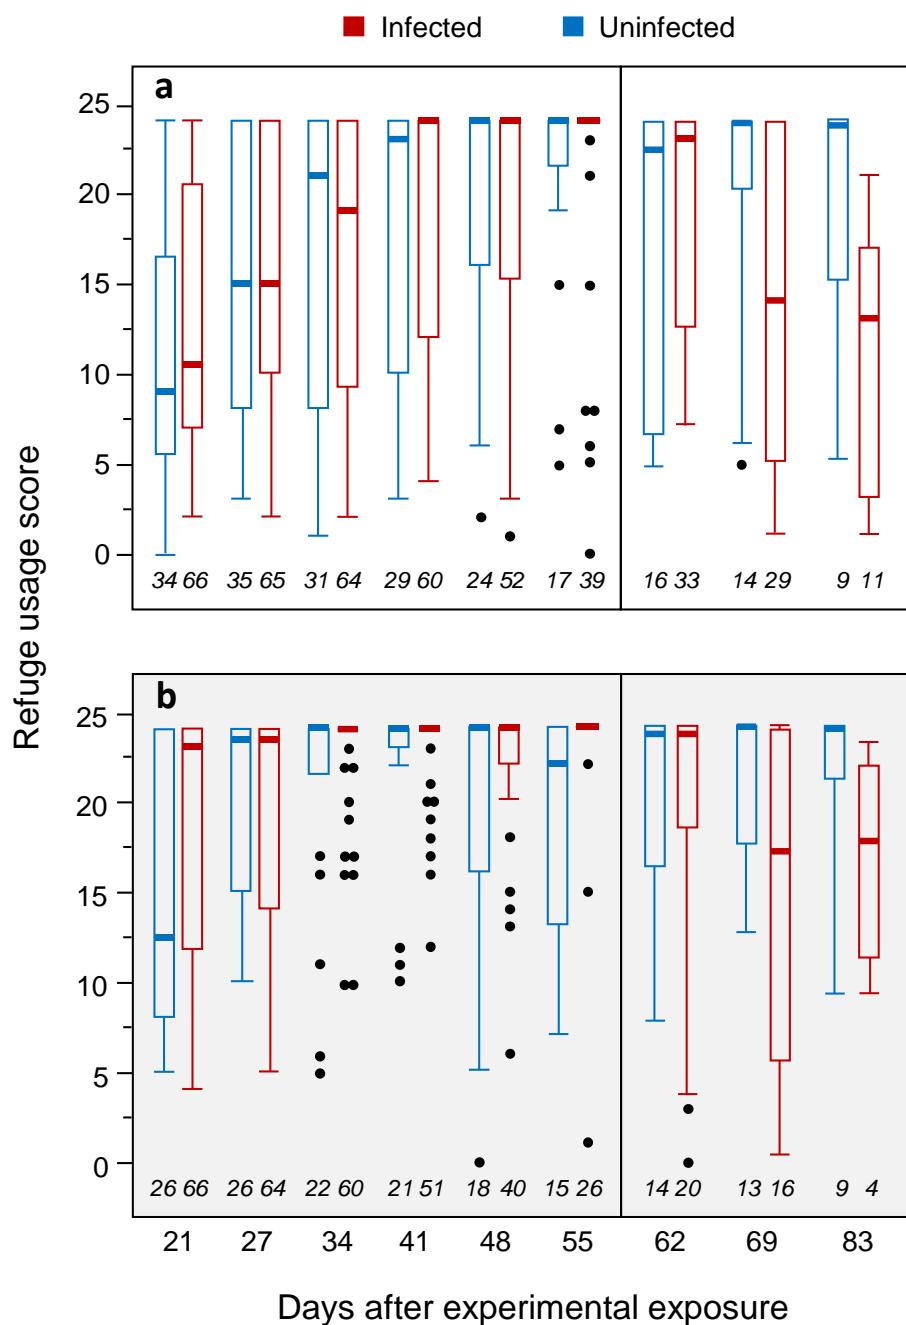 Infected Uninfected
a
25
20
15
10
5
0
34 66 35 65 31 64 29 60 24 52 17 39 16 33 14 29 9 11
Refuge usage score
b
25
20
15
10
5
0
26 66 26 64 22 60 21 51 18 40 15 26 14 20 13 16 9 4
21 27 34 41 48 55 62 69 83
Days after experimental exposure